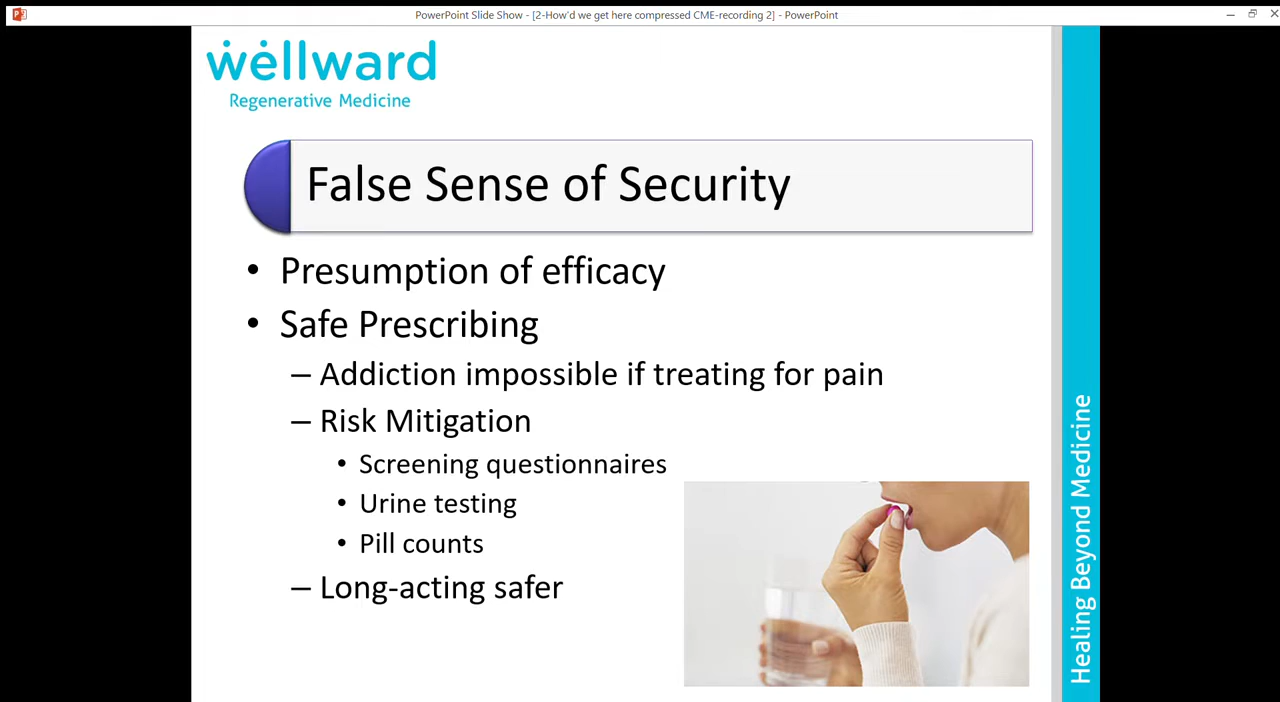 PowerPoint Slide Show - [2-How'd we get here compressed CME-recording 2] - PowerPoint
wellward
Regenerative Medicine
False Sense of Security
• Presumption of efficacy
• Safe Prescribing
– Addiction impossible if treating for pain
– Risk Mitigation
• Screening questionnaires
• Urine testing
• Pill counts
– Long-acting safer
Healing Beyond Medicine